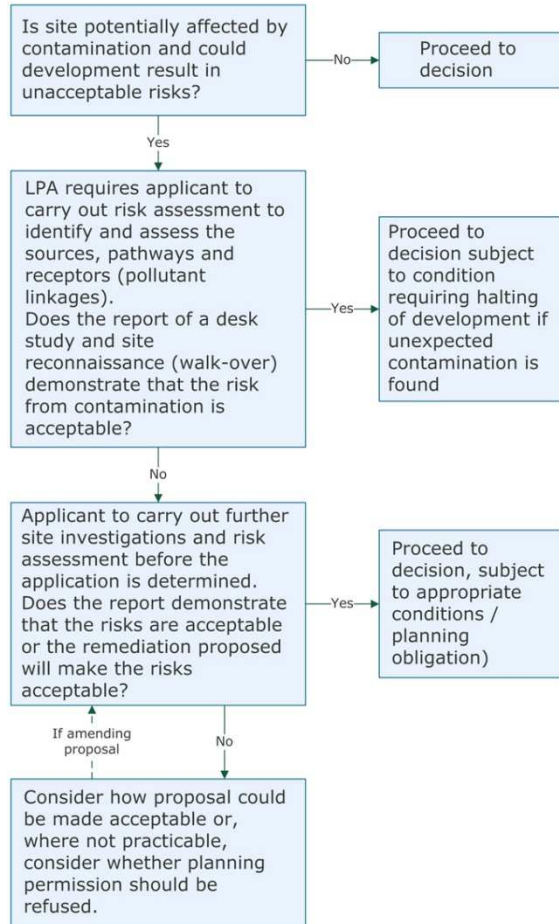 Is site potentially affected by
contamination and could
development result in
unacceptable risks?
No
Proceed to
decision
Yes
LPA requires applicant to
carry out risk assessment to
identify and assess the
sources, pathways and
receptors (pollutant
linkages).
Does the report of a desk
study and site
reconnaissance (walk-over)
demonstrate that the risk
from contamination is
acceptable?
Yes
Proceed to
decision subject
to condition
requiring halting
of development if
unexpected
contamination is
found
No
Applicant to carry out further
site investigations and risk
assessment before the
application is determined.
Does the report demonstrate
that the risks are acceptable
or the remediation proposed
will make the risks
acceptable?
Yes
Proceed to
decision, subject
to appropriate
conditions /
planning
obligation)
If amending
proposal
No
Consider how proposal could
be made acceptable or,
where not practicable,
consider whether planning
permission should be
refused.